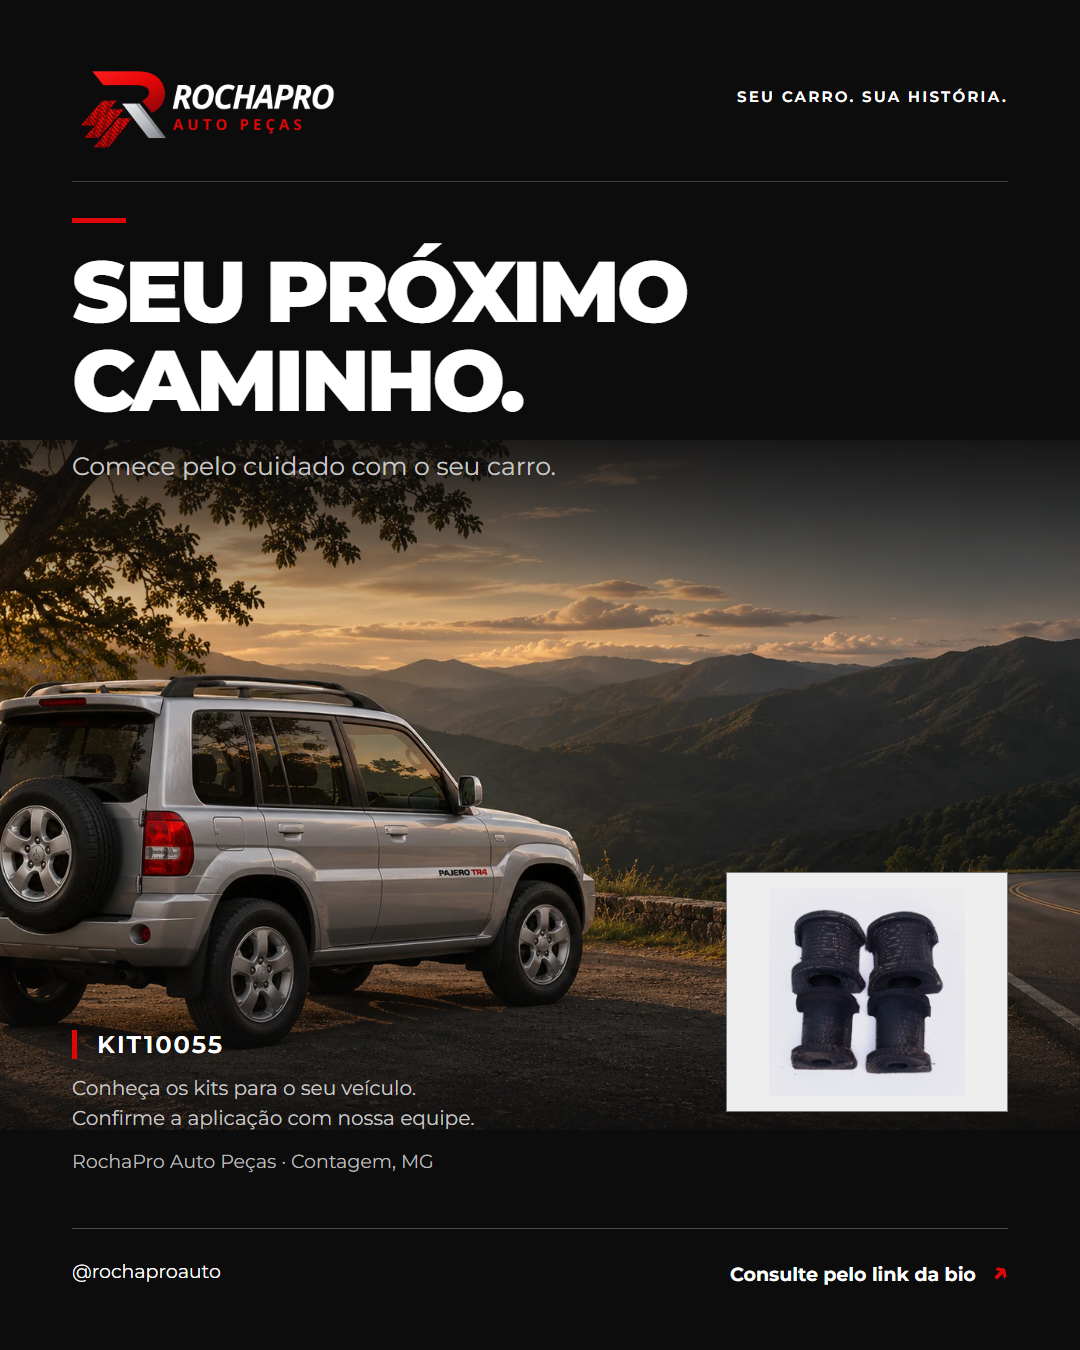 ROCHAPRO
AUTO PEÇAS
SEU CARRO. SUA HISTÓRIA.
SEU PRÓXIMO
CAMINHO.
Comece pelo cuidado com o seu carro.
PAJERO TR4
KIT10055
Conheça os kits para o seu veículo.
Confirme a aplicação com nossa equipe.
RochaPro Auto Peças · Contagem, MG
@rochaproauto
Consulte pelo link da bio